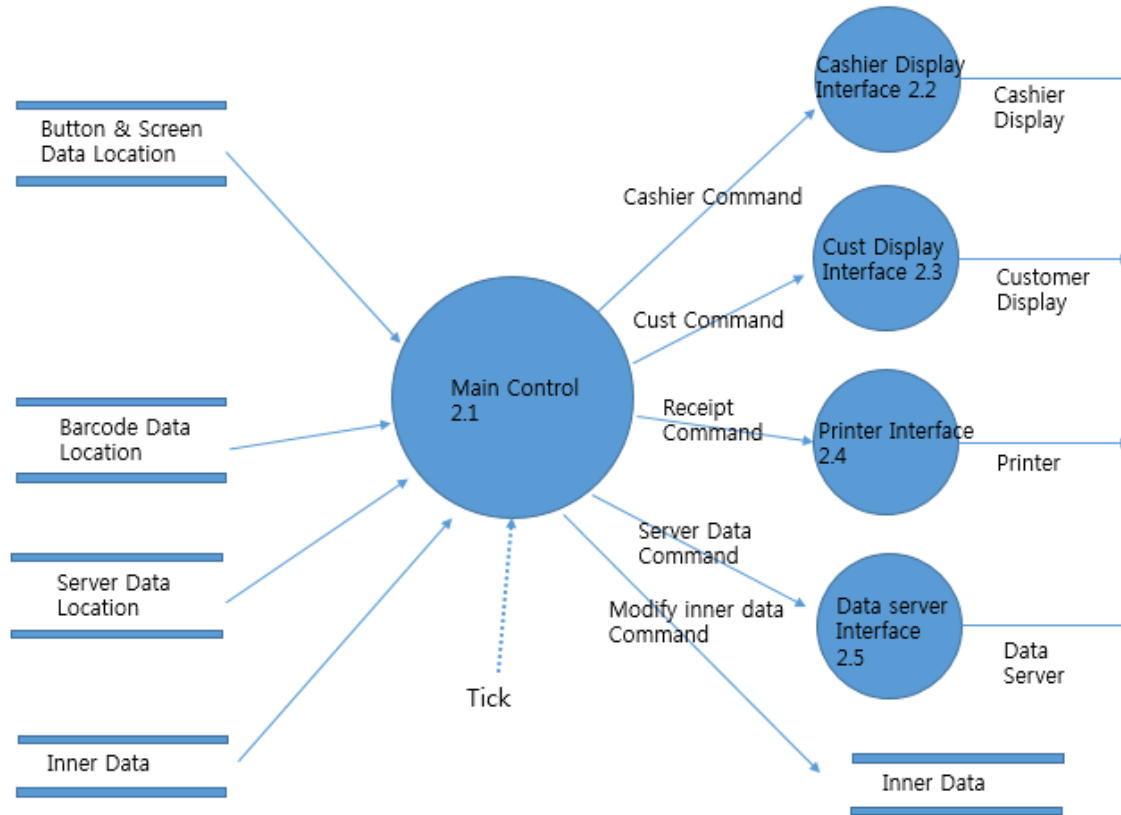 Button & Screen
Data Location
Barcode Data
Location
Server Data
Location
Inner Data
Main Control
2.1
Tick
Cashier Command
Cust Command
Receipt
Command
Server Data
Command
Modify inner data
Command
Cashier Display
Interface 2.2
Cashier
Display
Cust Display
Interface 2.3
Customer
Display
Printer Interface
2.4
Printer
Data server
Interface
2.5
Data
Server
Inner Data